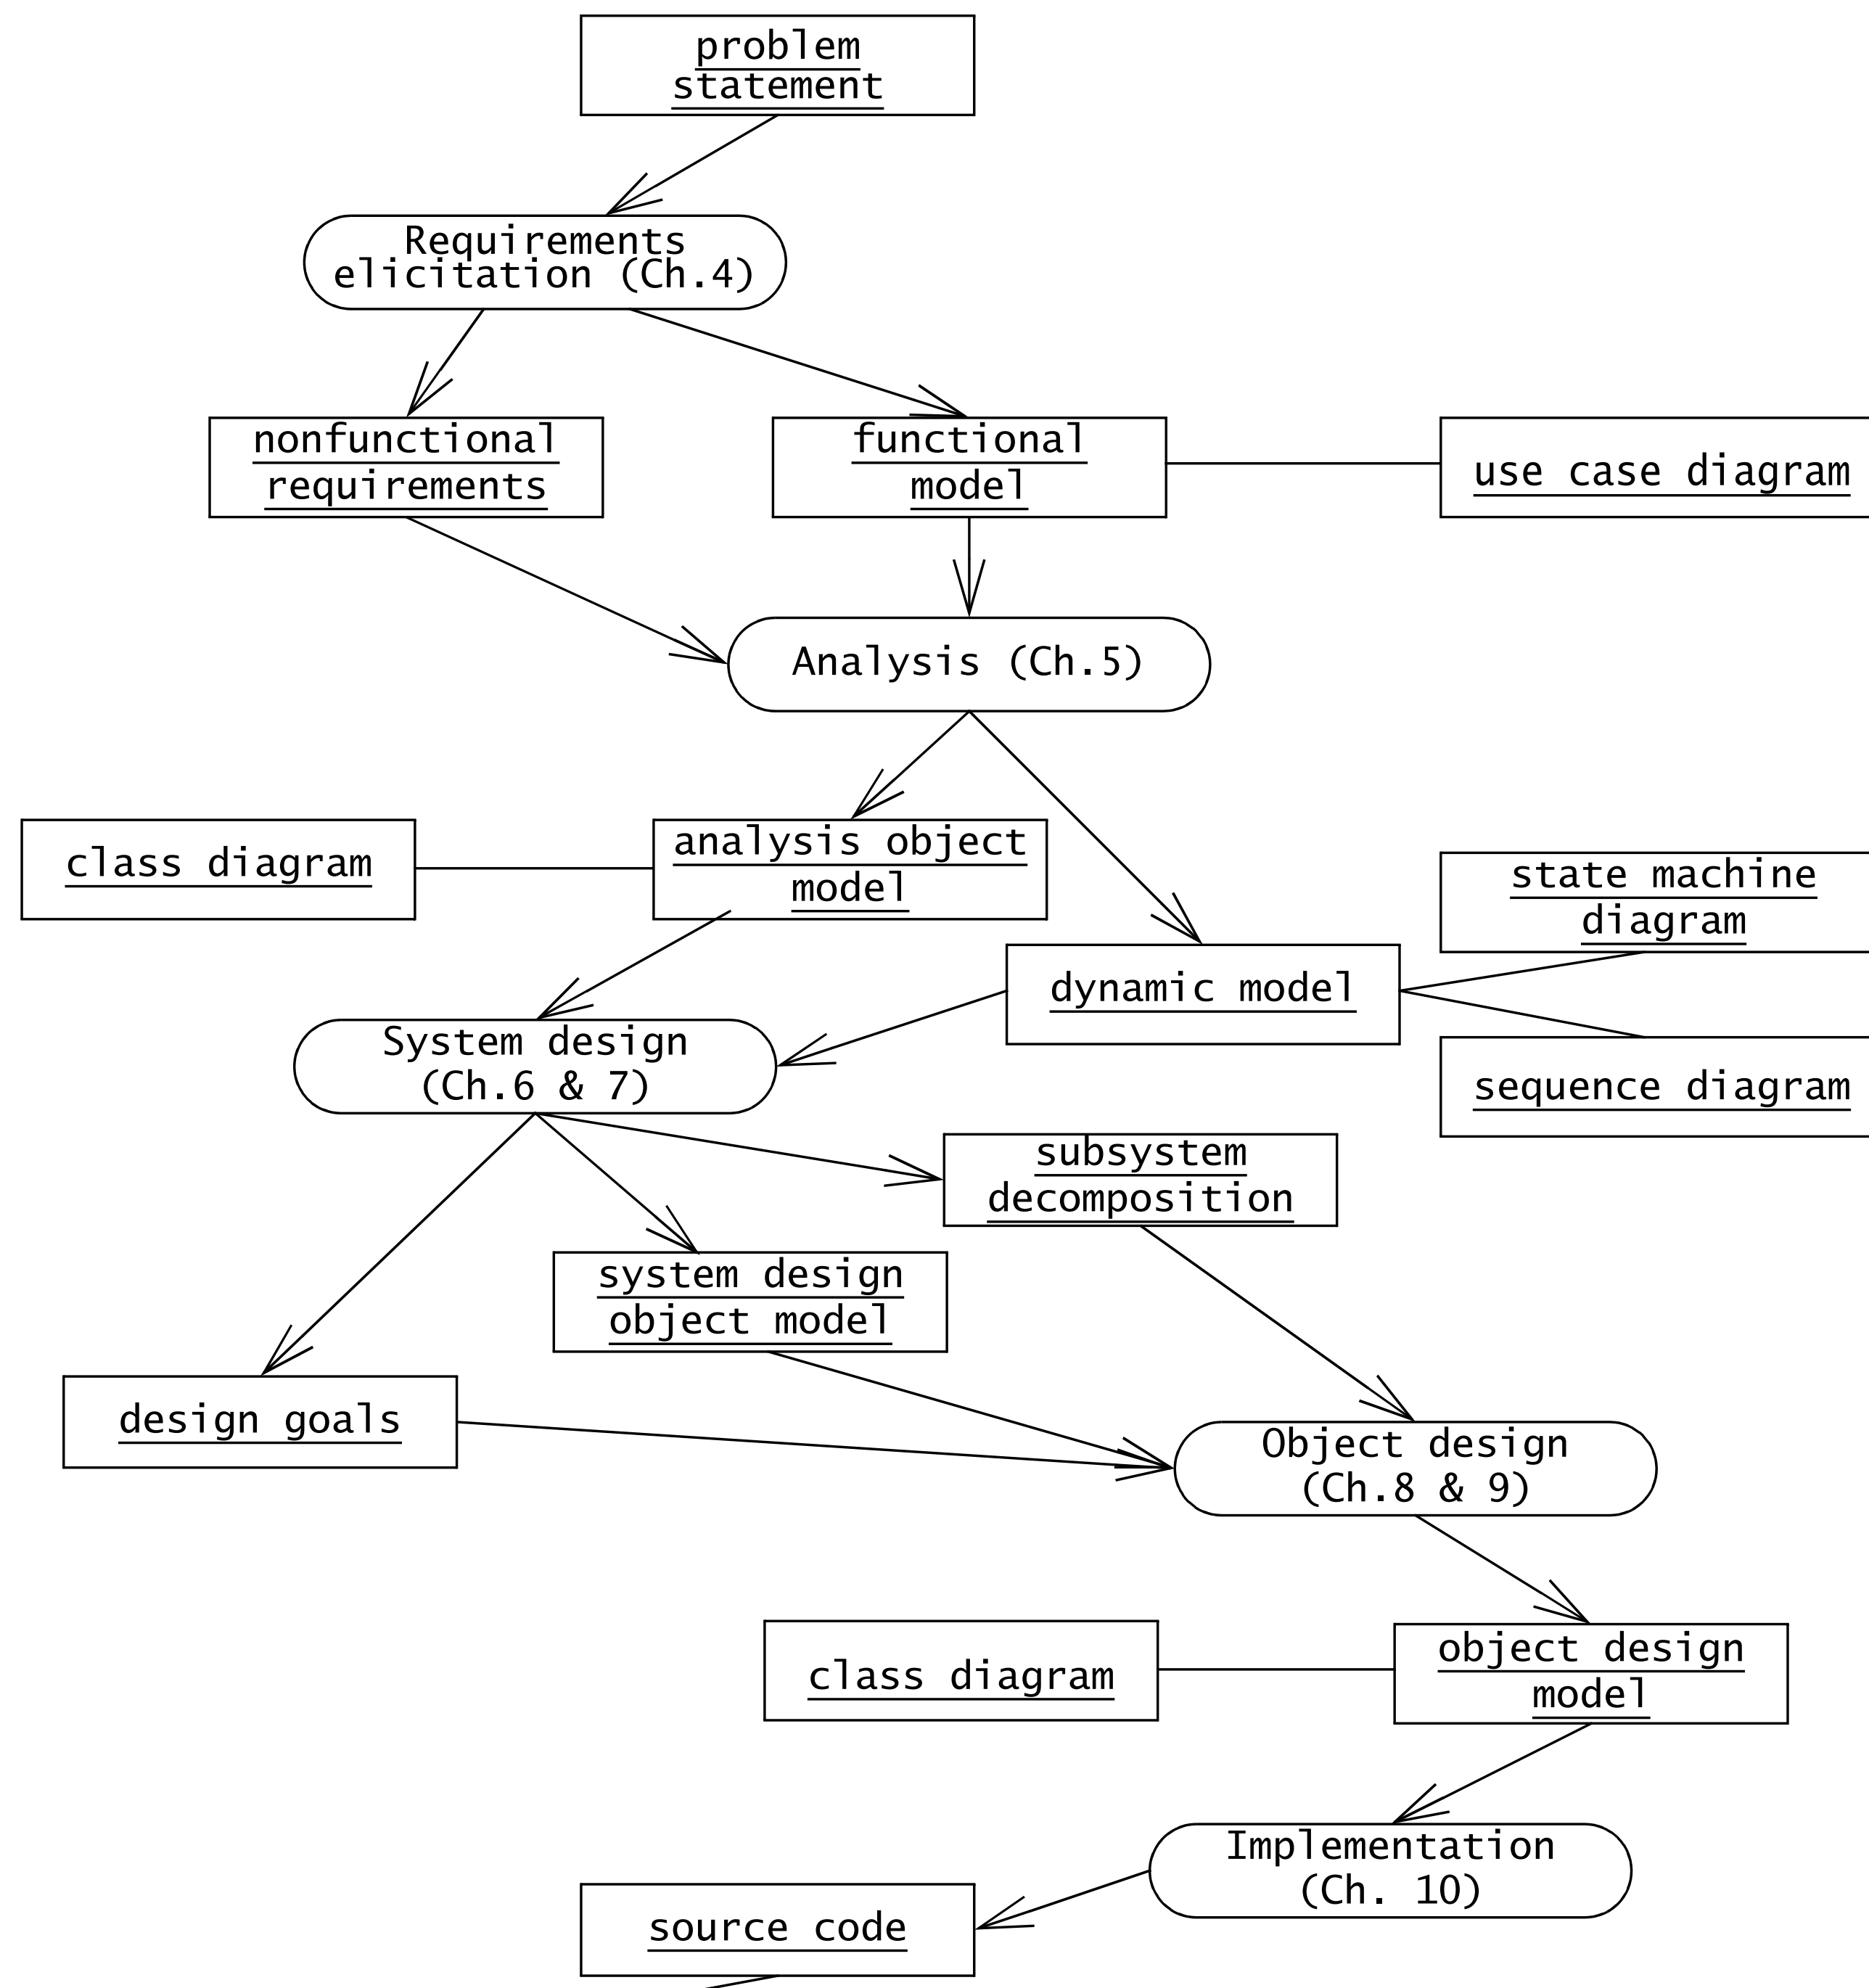 problem
statement
Requirements
elicitation (Ch.4)
nonfunctional
requirements
functional
model
use case diagram
Analysis (Ch.5)
class diagram
analysis object
model
state machine
diagram
dynamic model
System design
(Ch.6 & 7)
sequence diagram
subsystem
decomposition
system design
object model
design goals
Object design
(Ch.8 & 9)
class diagram
object design
model
Implementation
(Ch. 10)
source code